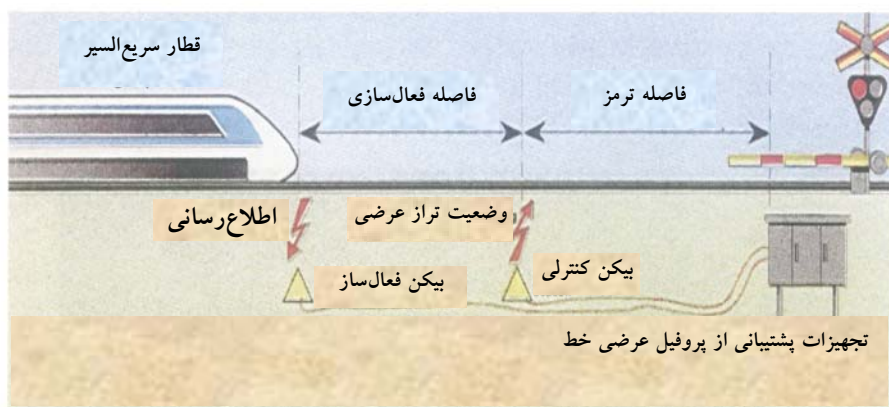 قطار سریع‌السیر
فاصله فعال‌سازی
فاصله ترمز
اطلاع‌رسانی
وضعیت تراز عرضی
بیکن فعال‌ساز
بیکن کنترلی
تجهیزات پشتیبانی از پروفیل عرضی خط